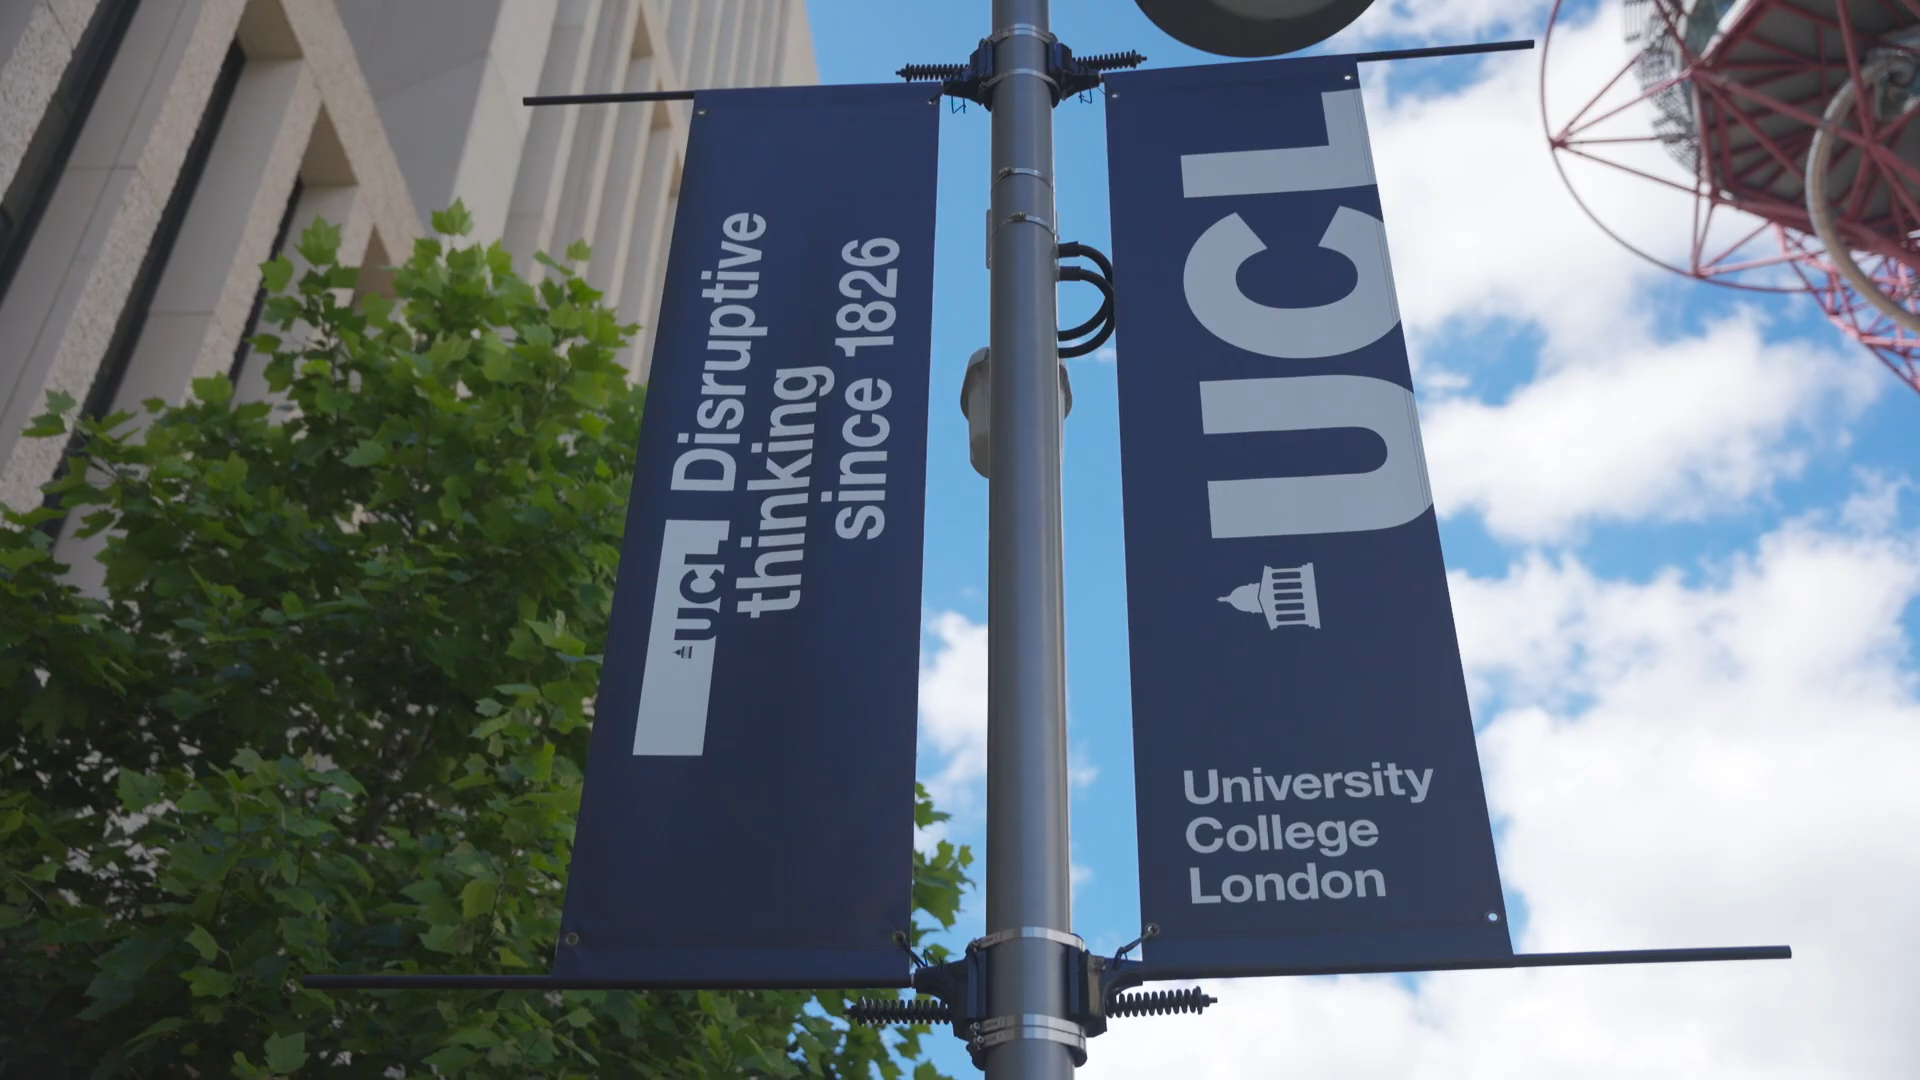 UCL
Disruptive
thinking
since 1826
UCL
University
College
London